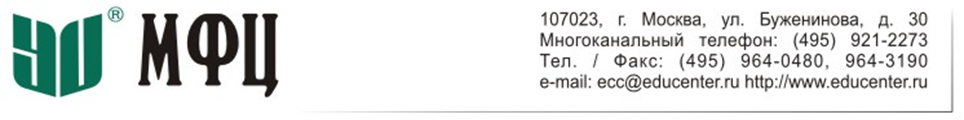 ® МФЦ
107023, г. Москва, ул. Буженинова, д. 30
Многоканальный телефон: (495) 921-2273
Тел. / Факс: (495) 964-0480, 964-3190
e-mail: ecc@educenter.ru http://www.educenter.ru